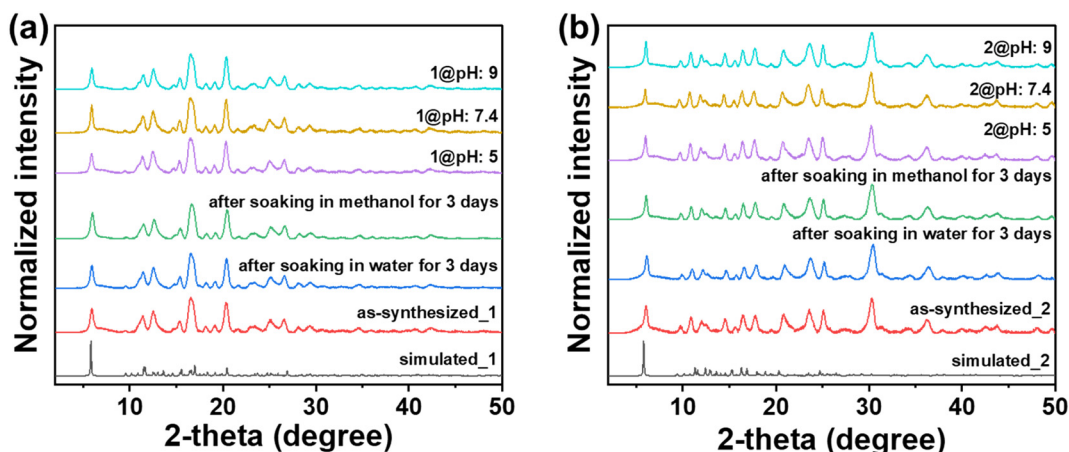 (a)
Normalized intensity
1@pH: 9
1@pH: 7.4
1@pH: 5
after soaking in methanol for 3 days
after soaking in water for 3 days
as-synthesized_1
simulated_1
10 20 30 40 50
2-theta (degree)
(b)
Normalized intensity
2@pH: 9
2@pH: 7.4
2@pH: 5
after soaking in methanol for 3 days
after soaking in water for 3 days
as-synthesized_2
simulated_2
10 20 30 40 50
2-theta (degree)